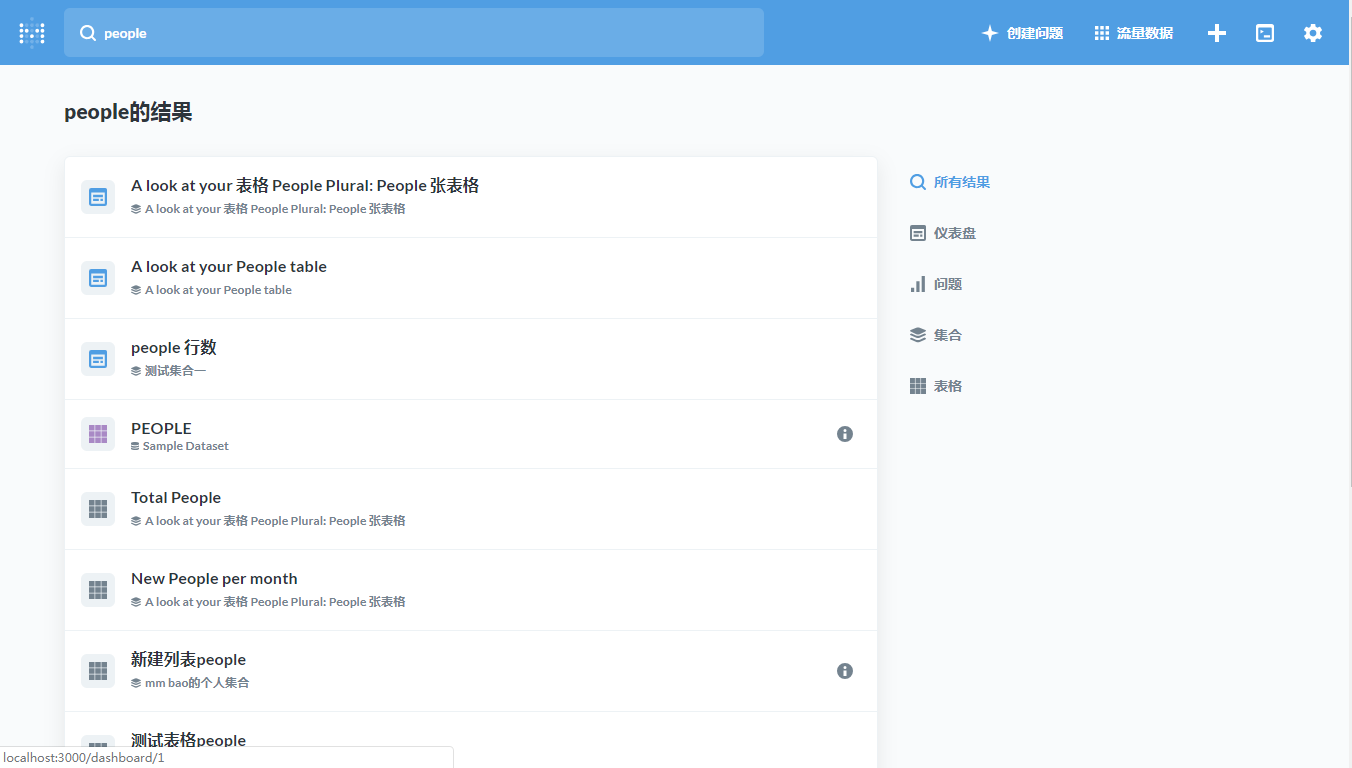 people
创建问题
流量数据
people的结果
A look at your 表格 People Plural: People 张表格
A look at your 表格 People Plural: People 张表格
A look at your People table
A look at your People table
people 行数
测试集合一
PEOPLE
Sample Dataset
Total People
A look at your 表格 People Plural: People 张表格
New People per month
A look at your 表格 People Plural: People 张表格
新建列表people
mm bao的个人集合
测试表格people
所有结果
仪表盘
问题
集合
表格
localhost:3000/dashboard/1